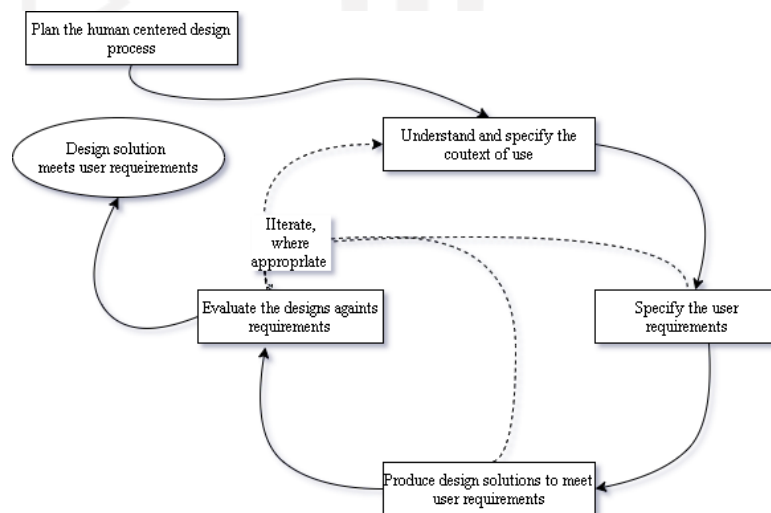 Plan the human centered design
process
Understand and specify the
coutext of use
Design solution
meets user requeirements
IIterate,
where
approprlate
Evaluate the designs againts
requirements
Specify the user
requirements
Produce design solutions to meet
user requirements